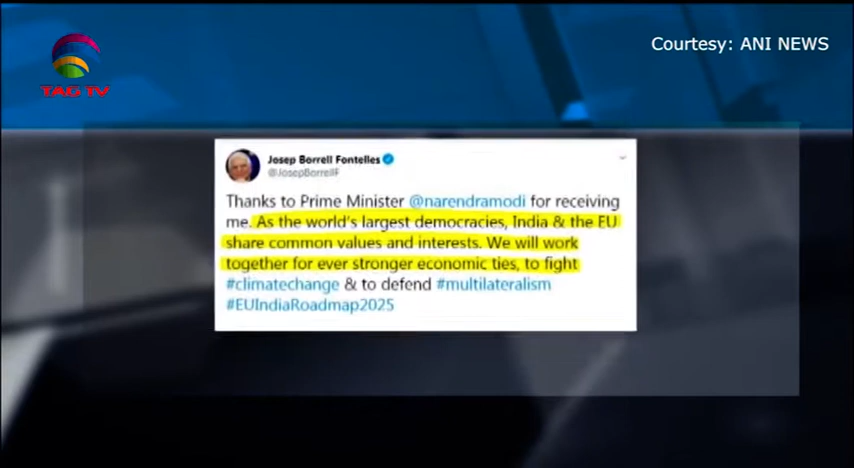 Courtesy: ANI NEWS
TAG TV
Josep Borrell Fontelles
@JosepBorrellF
Thanks to Prime Minister @narendramodi for receiving
me. As the world's largest democracies, India & the EU
share common values and interests. We will work
together for ever stronger economic ties, to fight
#climatechange & to defend #multilateralism
#EUIndiaRoadmap2025